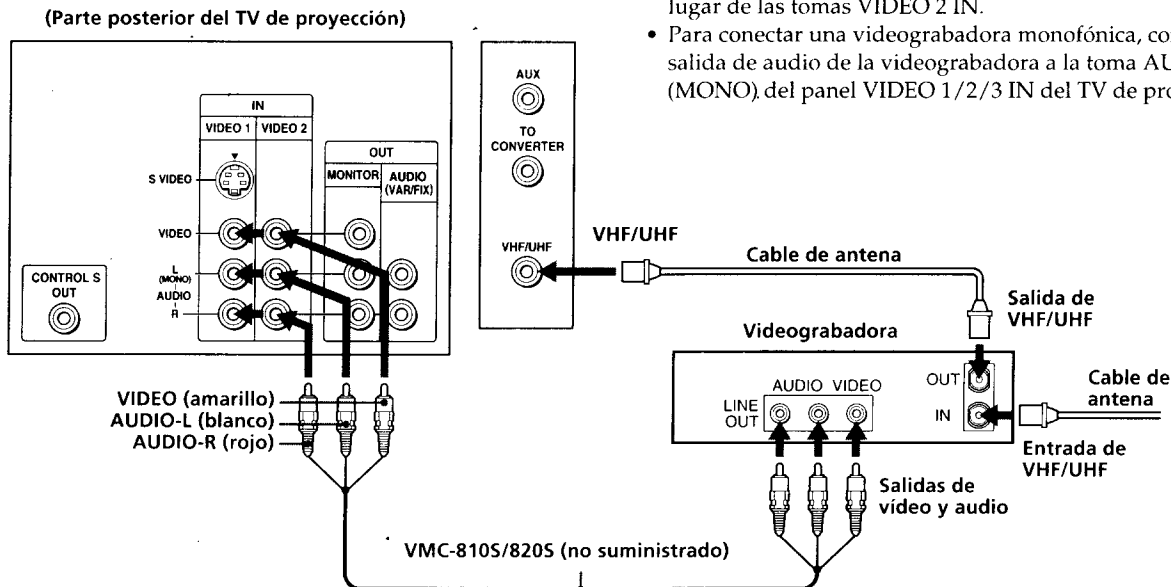 (Parte posterior del TV de proyección)
lugar de las tomas VIDEO 2 IN.
• Para conectar una videograbadora monofónica, co
salida de audio de la videograbadora a la toma AU
(MONO) del panel VIDEO 1/2/3 IN del TV de pro
IN
VIDEO 1 VIDEO 2
OUT
MONITOR AUDIO
(VAR/FIX)
S VIDEO
VIDEO
L
(MONO)
AUDIO
R
CONTROL S
OUT
AUX
TO
CONVERTER
VHF/UHF
VHF/UHF
Cable de antena
Salida de
VHF/UHF
Videograbadora
AUDIO VIDEO
LINE
OUT
OUT
IN
Cable de
antena
Entrada de
VHF/UHF
VIDEO (amarillo)
AUDIO-L (blanco)
AUDIO-R (rojo)
Salidas de
vídeo y audio
VMC-810S/820S (no suministrado)